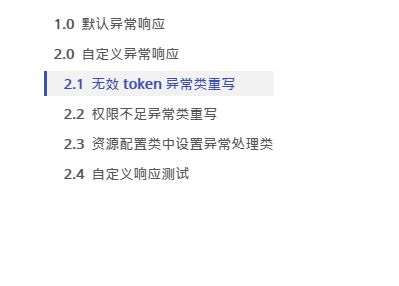 1.0 默认异常响应
2.0 自定义异常响应
2.1 无效 token 异常类重写
2.2 权限不足异常类重写
2.3 资源配置类中设置异常处理类
2.4 自定义响应测试